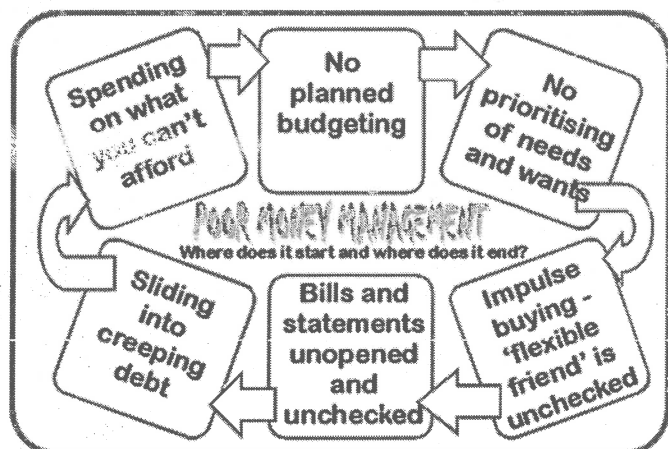 Spending
on what
you can't
afford
No
planned
budgeting
No
prioritising
of needs
and wants
POOR MONEY MANAGEMENT
Where does it start and where does it end?
Sliding
into
creeping
debt
Bills and
statements
unopened
and
unchecked
Impulse
buying -
'flexible
friend' is
unchecked